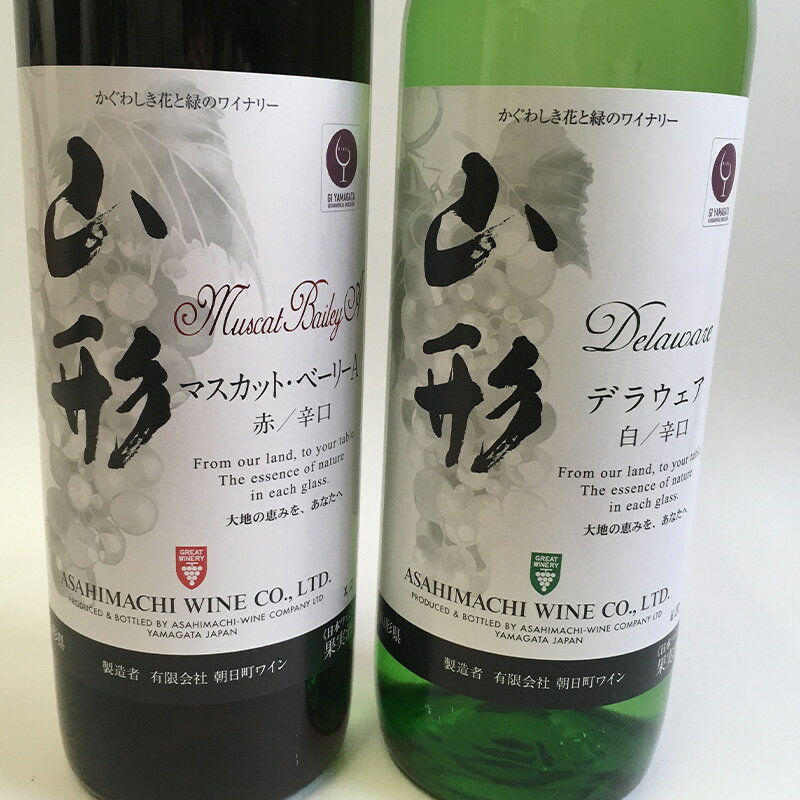 かぐわしき花と緑のワイナリー
山形
GI YAMAGATA
GEOGRAPHICAL INDICATION
Muscat Bailey A
マスカット・ベーリーA
赤/辛口
From our land, to your table.
The essence of nature
in each glass.
大地の恵みを、あなたへ
GREAT
WINERY
ASAHIMACHI WINE CO., LTD.
PRODUCED & BOTTLED BY ASAHIMACHI-WINE COMPANY LTD
YAMAGATA JAPAN
製造者 有限会社 朝日町ワイン
かぐわしき花と緑のワイナリー
山形
GI YAMAGATA
GEOGRAPHICAL INDICATION
Delaware
デラウェア
白/辛口
From our land, to your table.
The essence of nature
in each glass.
大地の恵みを、あなたへ
GREAT
WINERY
ASAHIMACHI WINE CO., LTD.
PRODUCED & BOTTLED BY ASAHIMACHI-WINE COMPANY LTD
YAMAGATA JAPAN
製造者 有限会社 朝日町ワイン